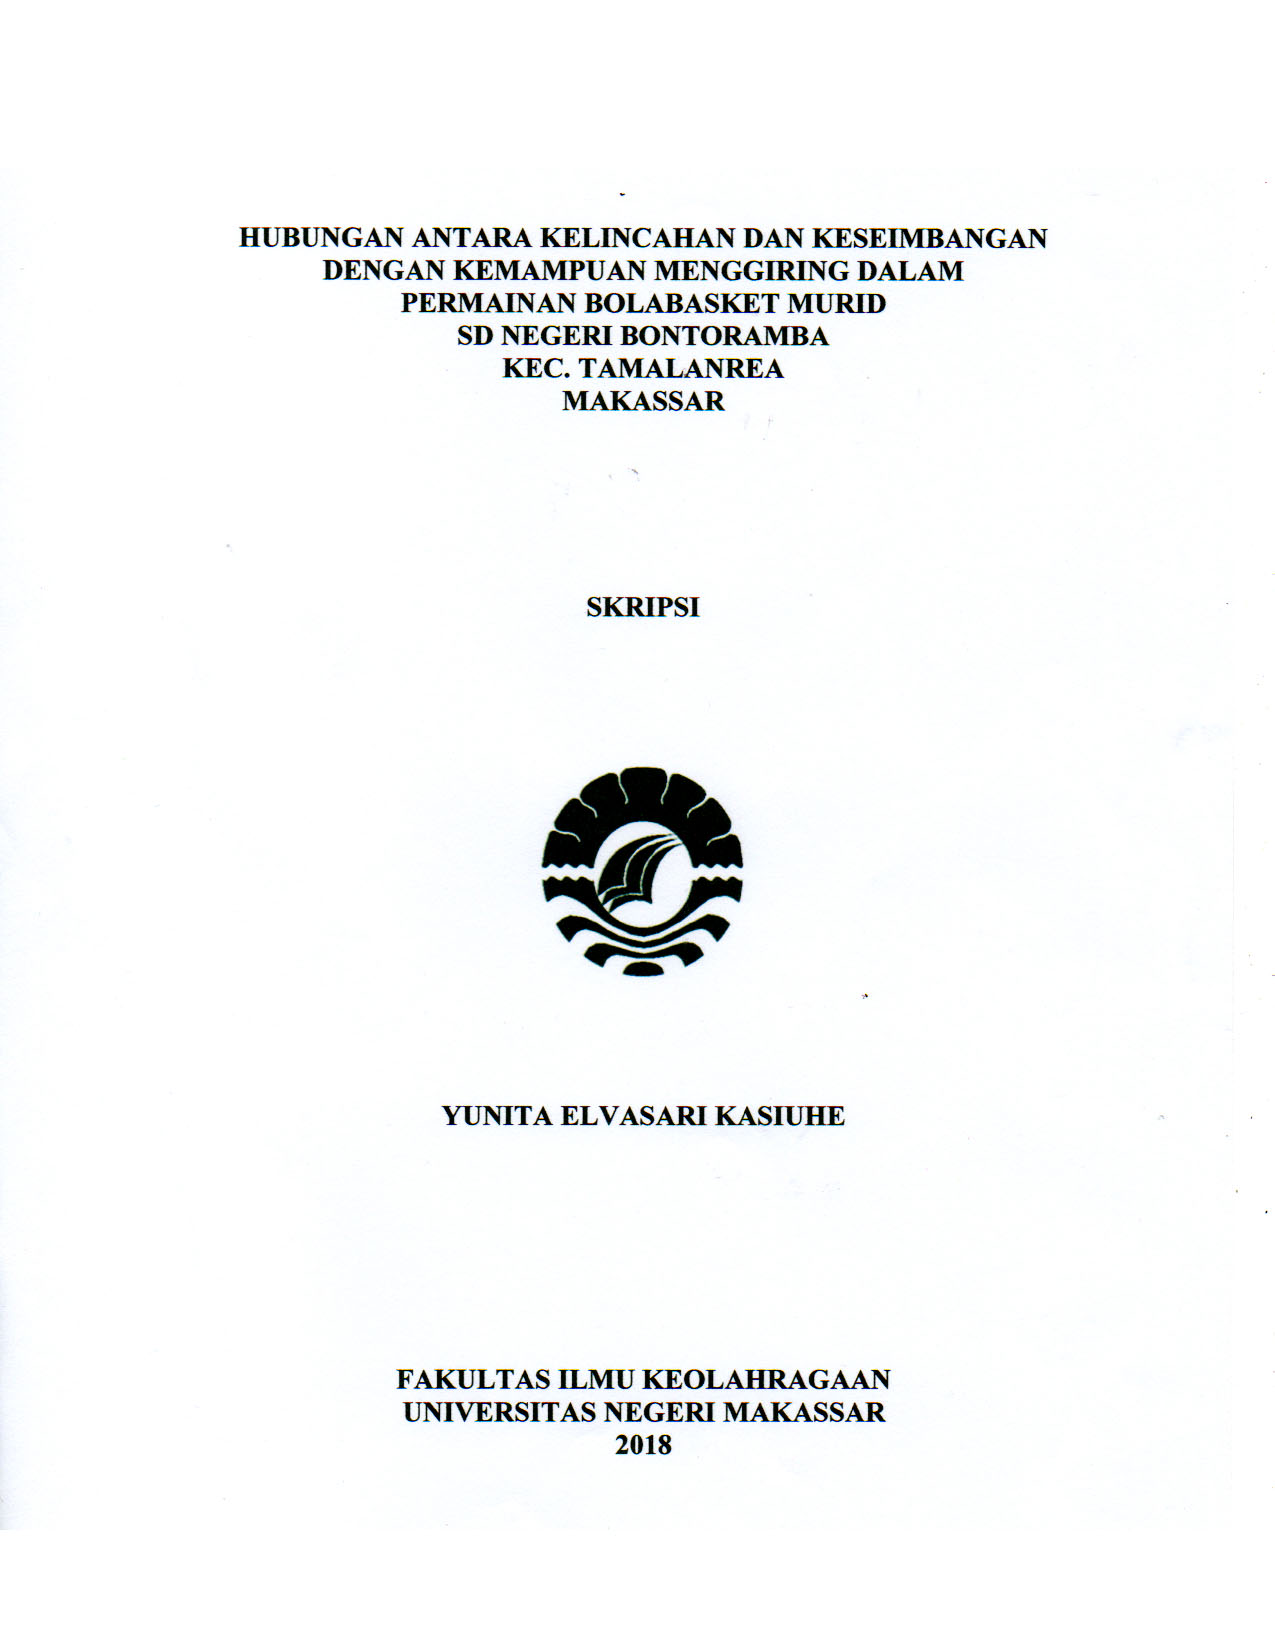 HUBUNGAN ANTARA KELINCAHAN DAN KESEIMBANGAN
DENGAN KEMAMPUAN MENGGIRING DALAM
PERMAINAN BOLABASKET MURID
SD NEGERI BONTORAMBA
KEC. TAMALANREA
MAKASSAR
SKRIPSI
YUNITA ELVASARI KASIUHE
FAKULTAS ILMU KEOLAHRAGAAN
UNIVERSITAS NEGERI MAKASSAR
2018